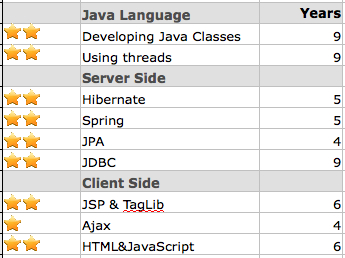 Java Language Years
Developing Java Classes 9
Using threads 9
Server Side
Hibernate 5
Spring 5
JPA 4
JDBC 9
Client Side
JSP & TagLib 6
Ajax 4
HTML&JavaScript 6